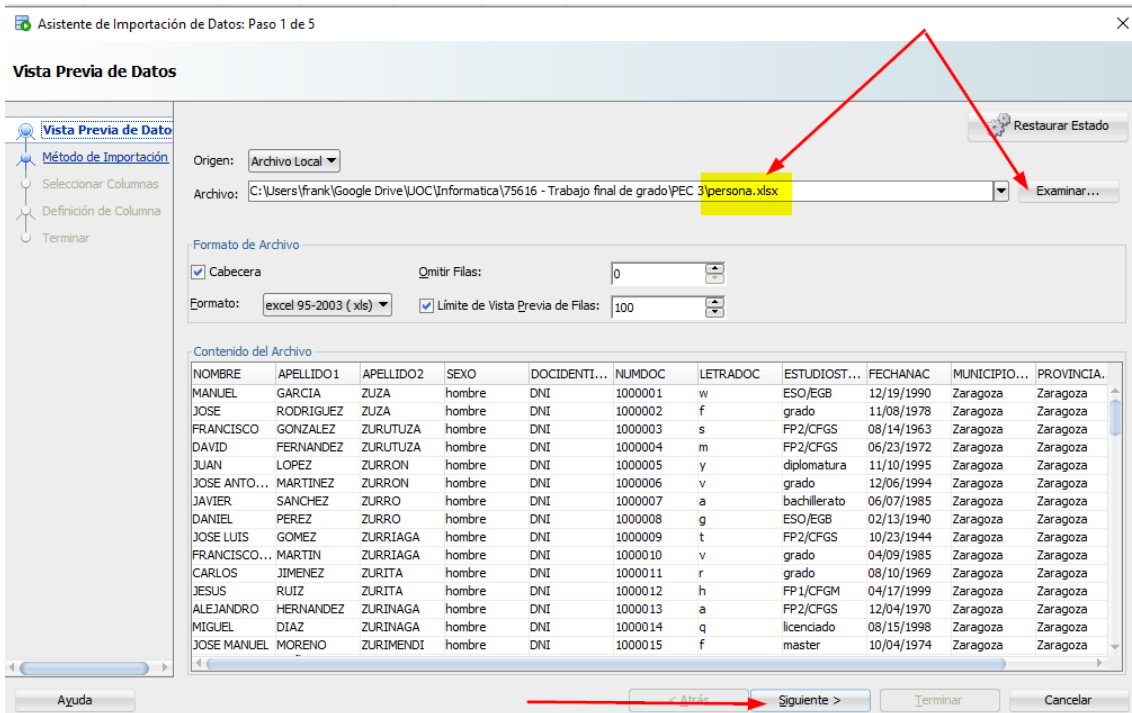 Asistente de Importación de Datos: Paso 1 de 5
Vista Previa de Datos
Vista Previa de Dato
Método de Importación
Seleccionar Columnas
Definición de Columna
Terminar
Restaurar Estado
Origen: Archivo Local
Archivo: C:\Users\frank\Google Drive\UOC\Informatica\75616 - Trabajo final de grado\PEC 3\persona.xlsx Examinar...
Formato de Archivo
Cabecera Omitir Filas: 0
Formato: excel 95-2003 ( xls) Límite de Vista Previa de Filas: 100
Contenido del Archivo
NOMBRE APELLIDO1 APELLIDO2 SEXO DOCIDENTI... NUMDOC LETRADOC ESTUDIOST... FECHANAC MUNICIPIO... PROVINCIA.
MANUEL GARCIA ZUZA hombre DNI 1000001 w ESO/EGB 12/19/1990 Zaragoza Zaragoza
JOSE RODRIGUEZ ZUZA hombre DNI 1000002 f grado 11/08/1978 Zaragoza Zaragoza
FRANCISCO GONZALEZ ZURUTUZA hombre DNI 1000003 s FP2/CFGS 08/14/1963 Zaragoza Zaragoza
DAVID FERNANDEZ ZURUTUZA hombre DNI 1000004 m FP2/CFGS 06/23/1972 Zaragoza Zaragoza
JUAN LOPEZ ZURRON hombre DNI 1000005 y diplomatura 11/10/1995 Zaragoza Zaragoza
JOSE ANTO... MARTINEZ ZURRON hombre DNI 1000006 v grado 12/06/1994 Zaragoza Zaragoza
JAVIER SANCHEZ ZURRO hombre DNI 1000007 a bachillerato 06/07/1985 Zaragoza Zaragoza
DANIEL PEREZ ZURRO hombre DNI 1000008 g ESO/EGB 02/13/1940 Zaragoza Zaragoza
JOSE LUIS GOMEZ ZURRIAGA hombre DNI 1000009 t FP2/CFGS 10/23/1944 Zaragoza Zaragoza
FRANCISCO... MARTIN ZURRIAGA hombre DNI 1000010 v grado 04/09/1985 Zaragoza Zaragoza
CARLOS JIMENEZ ZURITA hombre DNI 1000011 r grado 08/10/1969 Zaragoza Zaragoza
JESUS RUIZ ZURITA hombre DNI 1000012 h FP1/CFGM 04/17/1999 Zaragoza Zaragoza
ALEJANDRO HERNANDEZ ZURINAGA hombre DNI 1000013 a FP2/CFGS 12/04/1970 Zaragoza Zaragoza
MIGUEL DIAZ ZURINAGA hombre DNI 1000014 q licenciado 08/15/1998 Zaragoza Zaragoza
JOSE MANUEL MORENO ZURIMENDI hombre DNI 1000015 f master 10/04/1974 Zaragoza Zaragoza
Ayuda < Atrás Siguiente > Terminar Cancelar